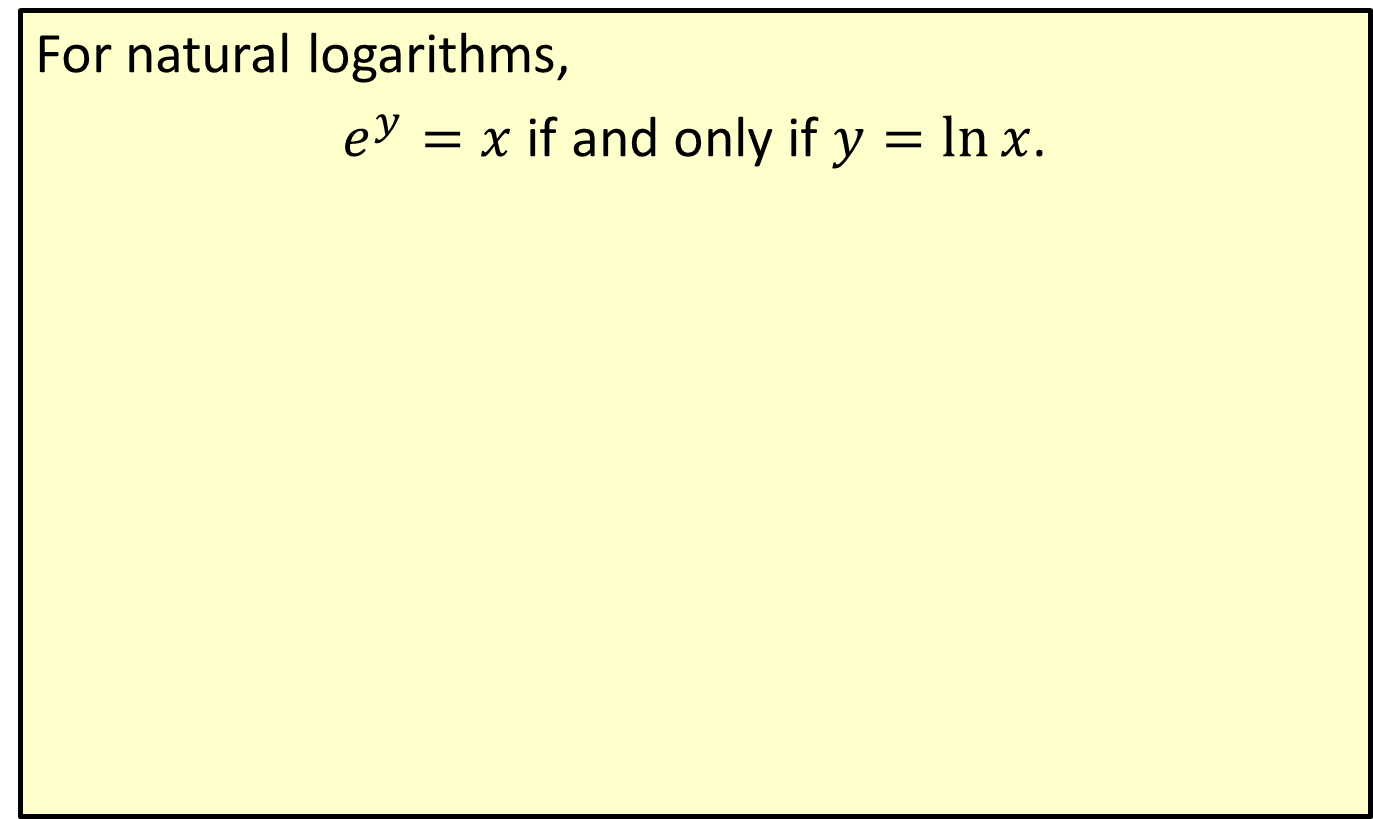 For natural logarithms,
e^y = x if and only if y = ln x.